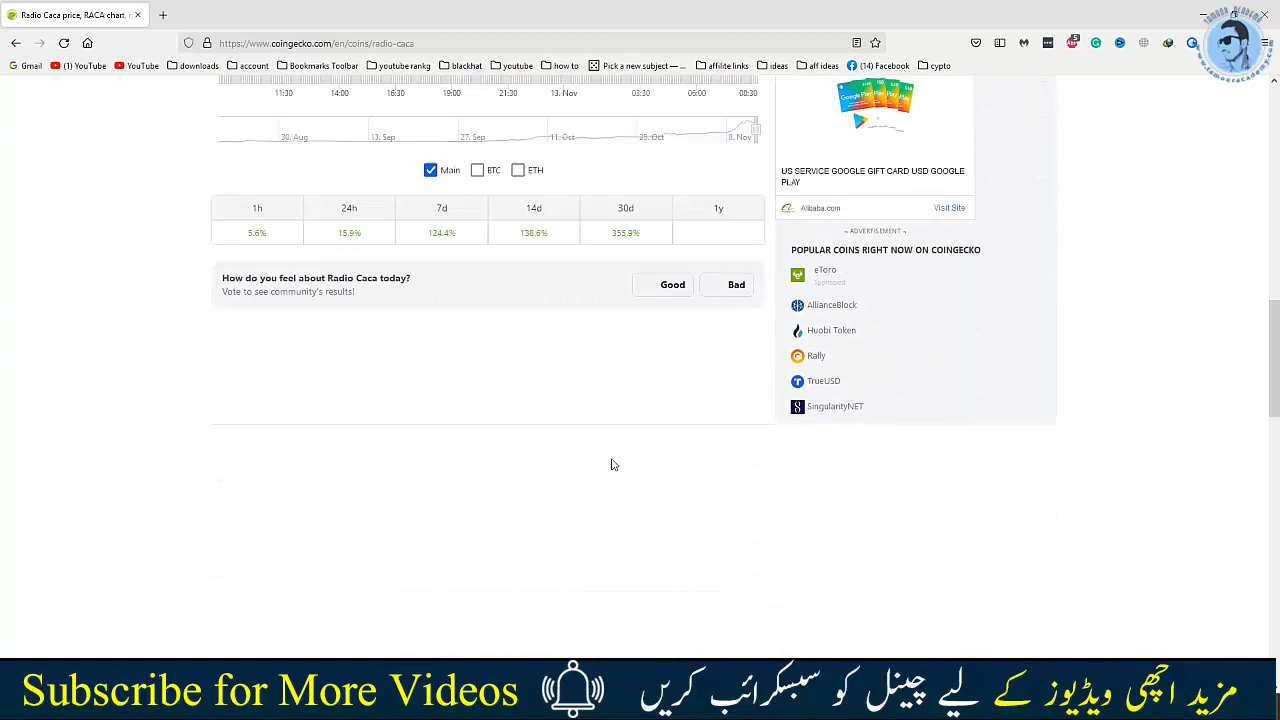 Radio Caca price, RACA chart,
https://www.coingecko.com/en/coins/radio-caca
Gmail
(1) YouTube
YouTube
downloads
account
Bookmarks Toolbar
youtube rankg
blackhat
youtube
how to
Pick a new subject —...
affilite links
ideas
aff ideas
(14) Facebook
cypto
11:30
14:00
16:30
19:00
21:30
13. Nov
03:30
06:00
08:30
30. Aug
13. Sep
27. Sep
11. Oct
25. Oct
8. Nov
Main
BTC
ETH
1h 24h 7d 14d 30d 1y
5.6% 15.9% 124.4% 138.6% 355.9%
How do you feel about Radio Caca today?
Vote to see community's results!
Good
Bad
US SERVICE GOOGLE GIFT CARD USD GOOGLE
PLAY
Alibaba.com
Visit Site
ADVERTISEMENT
POPULAR COINS RIGHT NOW ON COINGECKO
eToro
Sponsored
AllianceBlock
Huobi Token
Rally
TrueUSD
SingularityNET
Subscribe for More Videos
مزید اچھی ویڈیوز کے لیے چینل کو سبسکرائب کریں